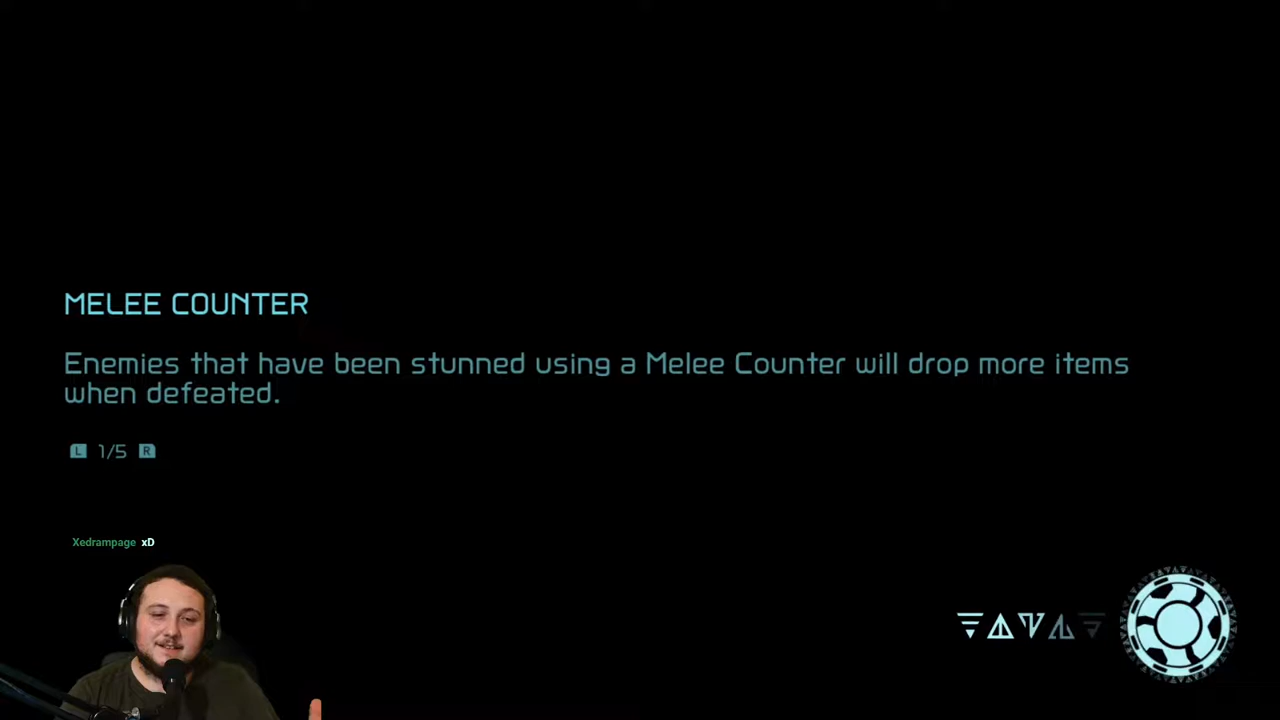 MELEE COUNTER
Enemies that have been stunned using a Melee Counter will drop more items
when defeated.
L 1/5 R
Xedrampage xD